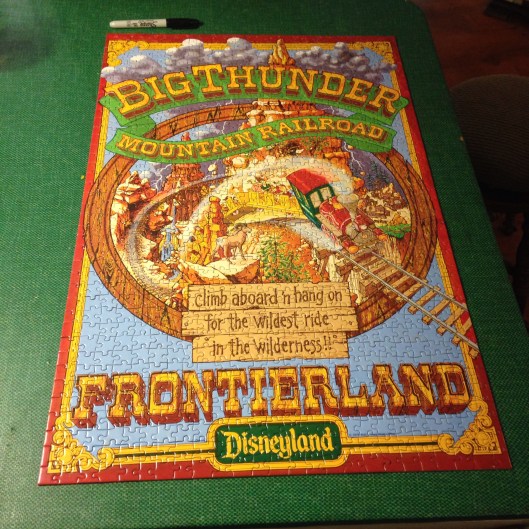 BIG THUNDER
MOUNTAIN RAILROAD
climb aboard 'n hang on
for the wildest ride
"in the wilderness!!"
FRONTIERLAND
Disneyland